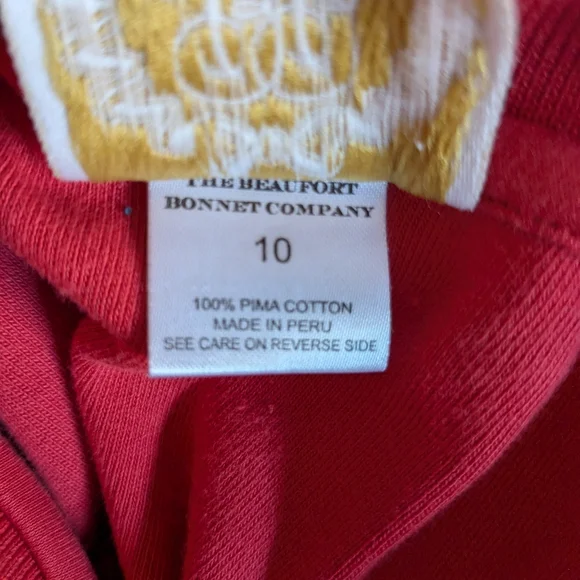 THE BEAUFORT
BONNET COMPANY
10
100% PIMA COTTON
MADE IN PERU
SEE CARE ON REVERSE SIDE